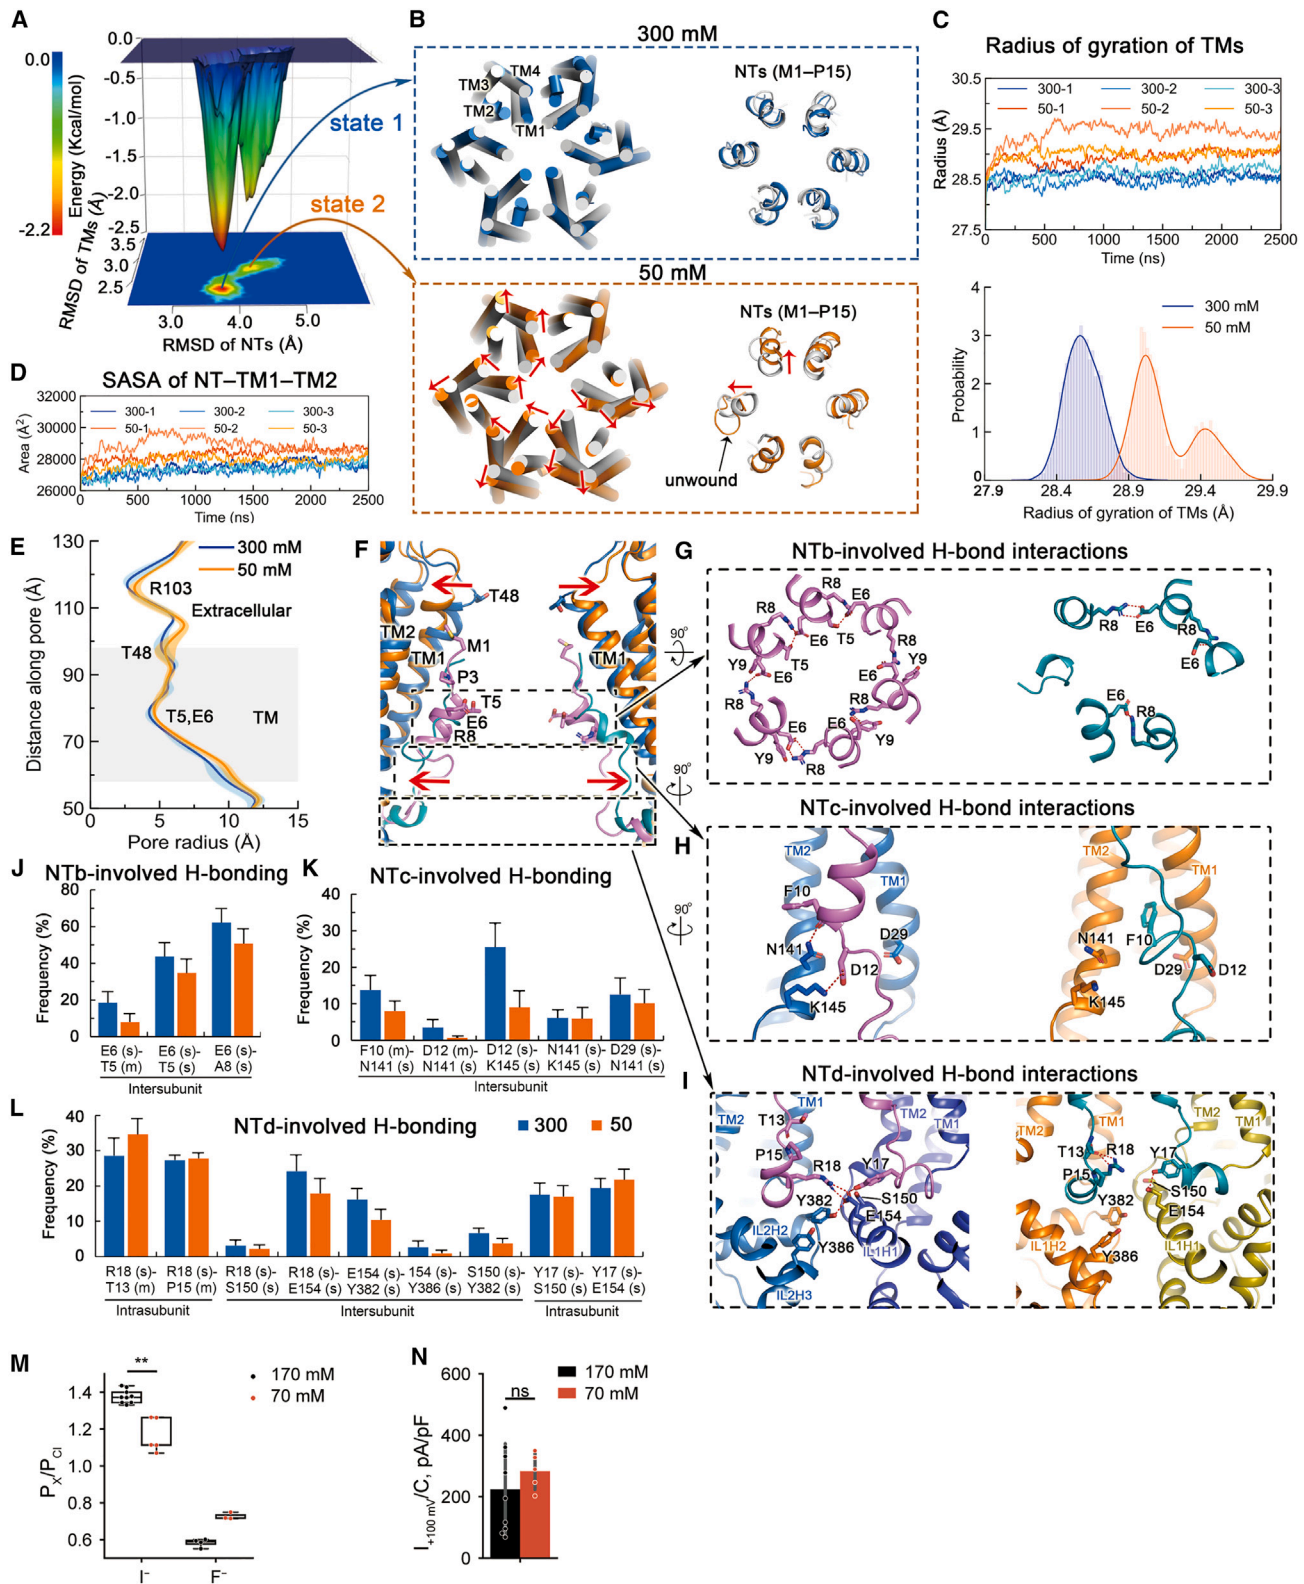 A
0.0
-2.2
Energy (Kcal/mol)
0.0
-0.5
-1.0
-1.5
-2.0
-2.5
3.5
3.0
2.5
RMSD of TMs (Å)
3.0 4.0 5.0
RMSD of NTs (Å)
state 1
state 2
B
300 mM
TM4
TM3
TM2
TM1
NTs (M1–P15)
50 mM
NTs (M1–P15)
unwound
C
Radius of gyration of TMs
30.5
29.5
28.5
27.5
Radius (Å)
300-1 300-2 300-3
50-1 50-2 50-3
0 500 1000 1500 2000 2500
Time (ns)
300 mM
50 mM
4
3
2
1
0
Probability
27.9 28.4 28.9 29.4 29.9
Radius of gyration of TMs (Å)
D
SASA of NT–TM1–TM2
32000
30000
28000
26000
Area (Å²)
300-1 300-2 300-3
50-1 50-2 50-3
0 500 1000 1500 2000 2500
Time (ns)
E
130
110
90
70
50
Distance along pore (Å)
300 mM
50 mM
R103
Extracellular
T48
T5,E6
TM
0 5 10 15
Pore radius (Å)
F
T48
TM2
TM1
M1
TM1
P3
T5
E6
R8
90°
90°
90°
G
NTb-involved H-bond interactions
R8
E6
R8
E6
T5
R8
Y9
T5
E6
E6
Y9
R8
R8
E6
E6
Y9
Y9
R8
R8
E6
R8
E6
E6
R8
NTc-involved H-bond interactions
H
TM2
TM1
F10
N141
D29
D12
K145
TM2
TM1
N141
F10
D29
D12
K145
I
NTd-involved H-bond interactions
TM2
TM1
T13
P15
R18
Y17
TM2
TM1
Y382
S150
E154
IL2H2
Y386
IL1H1
IL2H3
TM2
TM1
T13
R18
P15
Y17
TM2
TM1
S150
Y382
E154
IL1H2
Y386
IL1H1
J
NTb-involved H-bonding
80
60
40
20
0
Frequency (%)
E6 (s)- E6 (s)- E6 (s)-
T5 (m) T5 (s) A8 (s)
Intersubunit
K
NTc-involved H-bonding
40
30
20
10
0
Frequency (%)
F10 (m)- D12 (m)- D12 (s)- N141 (s)- D29 (s)-
N141 (s) N141 (s) K145 (s) K145 (s) N141 (s)
Intersubunit
L
NTd-involved H-bonding
300 50
40
30
20
10
0
Frequency (%)
R18 (s)- R18 (s)- R18 (s)- R18 (s)- E154 (s)- 154 (s)- S150 (s)- Y17 (s)- Y17 (s)-
T13 (m) P15 (m) S150 (s) E154 (s) Y382 (s) Y386 (s) Y382 (s) S150 (s) E154 (s)
Intrasubunit Intersubunit Intrasubunit
M
**
170 mM
70 mM
1.4
1.2
1.0
0.8
0.6
PX/PCl
I⁻ F⁻
N
170 mM
70 mM
ns
600
400
200
0
I+100 mV/C, pA/pF